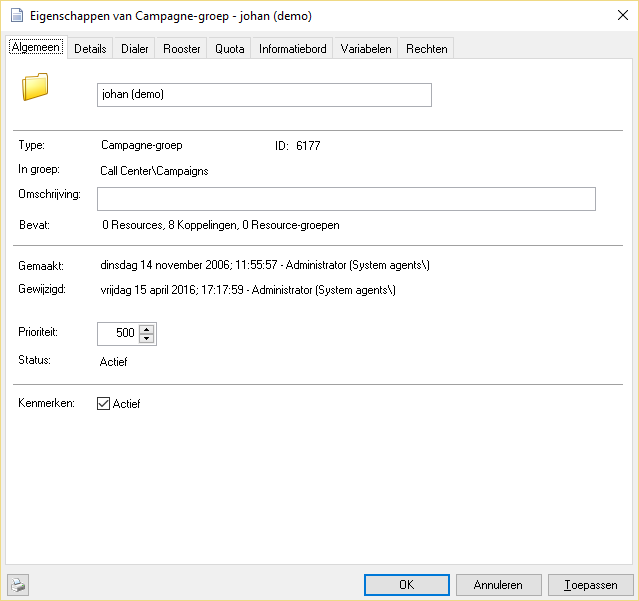 Eigenschappen van Campagne-groep - johan (demo)
Algemeen Details Dialer Rooster Quota Informatiebord Variabelen Rechten
johan (demo)
Type: Campagne-groep ID: 6177
In groep: Call Center\Campaigns
Omschrijving:
Bevat: 0 Resources, 8 Koppelingen, 0 Resource-groepen
Gemaakt: dinsdag 14 november 2006; 11:55:57 - Administrator (System agents\)
Gewijzigd: vrijdag 15 april 2016; 17:17:59 - Administrator (System agents\)
Prioriteit: 500
Status: Actief
Kenmerken: Actief
OK Annuleren Toepassen